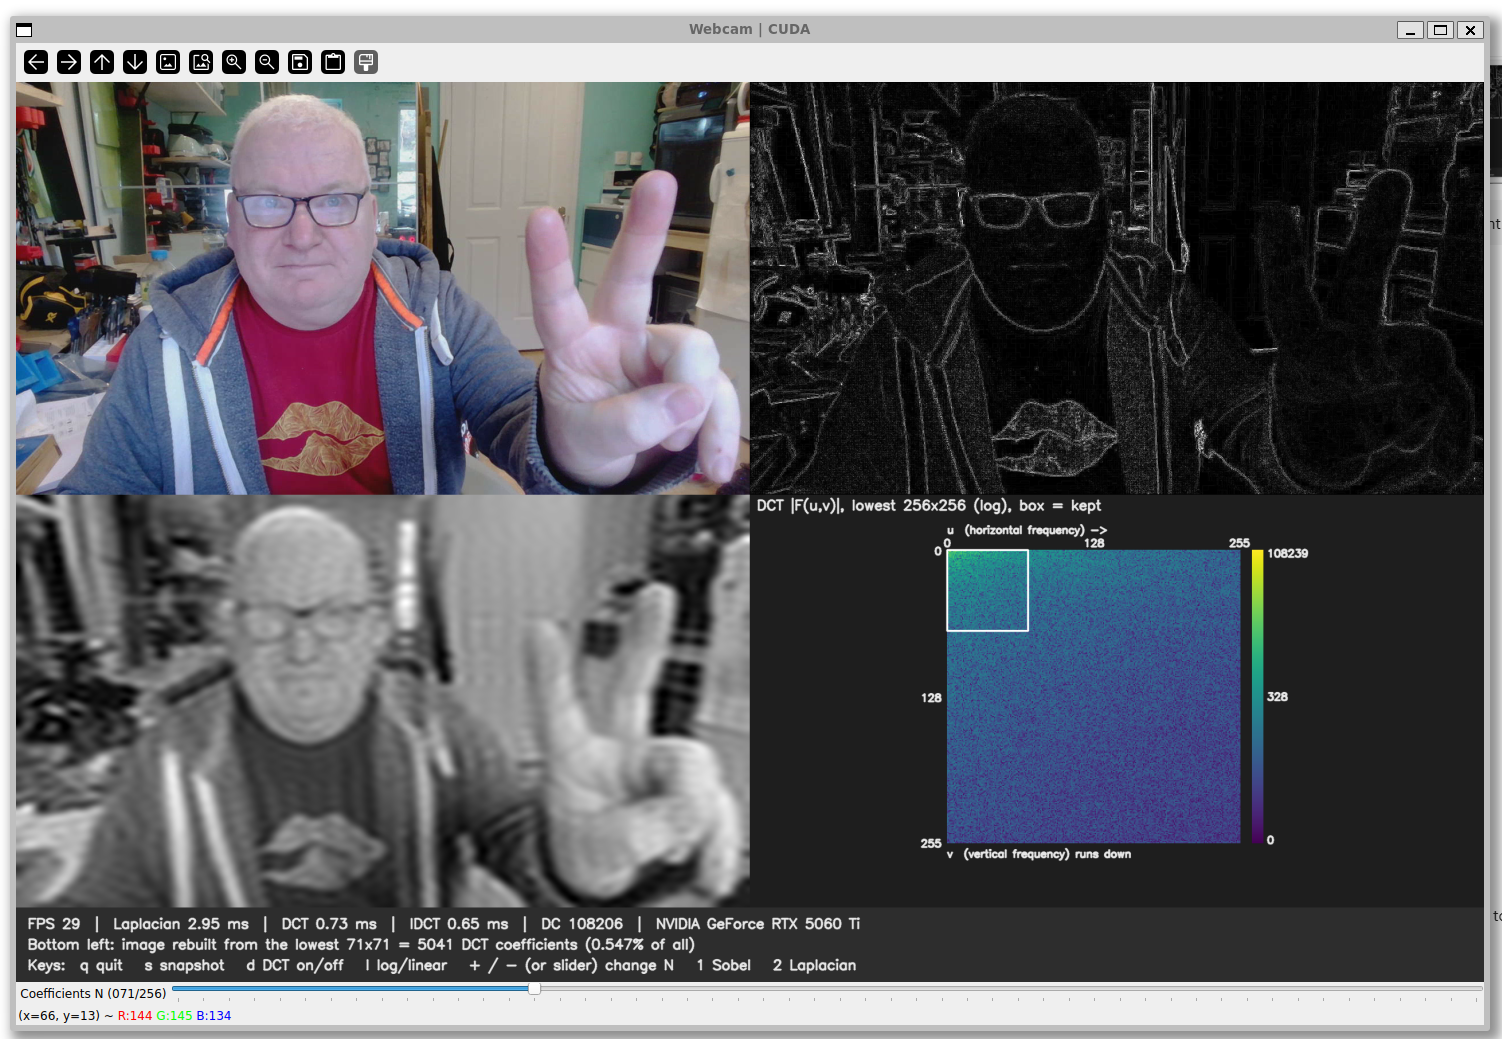 Webcam | CUDA
DCT |F(u,v)|, lowest 256x256 (log), box = kept
u (horizontal frequency) ->
0 128 255
0
108239
128
328
255
0
v (vertical frequency) runs down
FPS 29 | Laplacian 2.95 ms | DCT 0.73 ms | IDCT 0.65 ms | DC 108206 | NVIDIA GeForce RTX 5060 Ti
Bottom left: image rebuilt from the lowest 71x71 = 5041 DCT coefficients (0.547% of all)
Keys: q quit s snapshot d DCT on/off l log/linear + / - (or slider) change N 1 Sobel 2 Laplacian
Coefficients N (071/256)
(x=66, y=13) ~ R:144 G:145 B:134